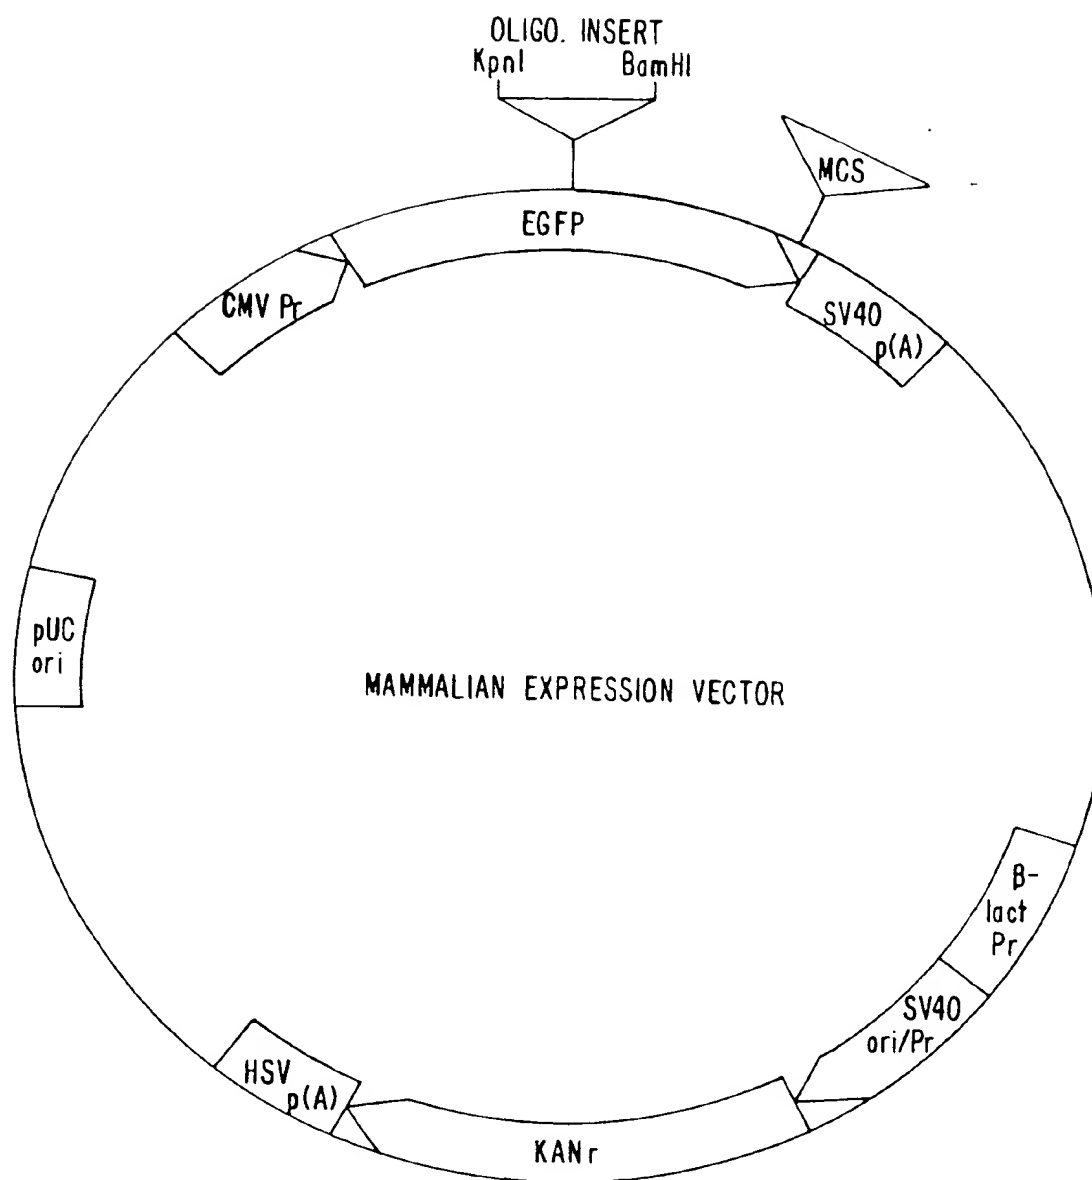 OLIGO. INSERT
KpnI BamHI
MCS
EGFP
CMV Pr
SV40
p(A)
pUC
ori
MAMMALIAN EXPRESSION VECTOR
β-
lact
Pr
SV40
ori/Pr
HSV
p(A)
KANr